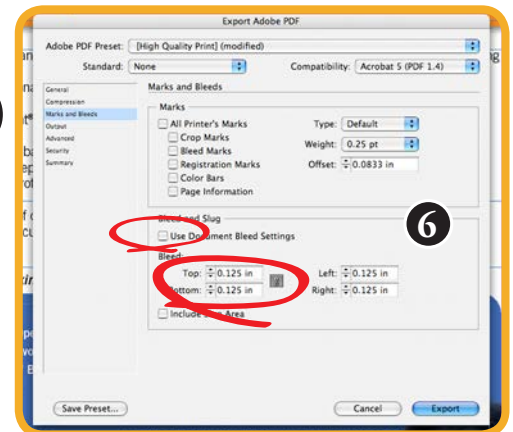 Export Adobe PDF
Adobe PDF Preset: [High Quality Print] (modified)
Standard: None Compatibility: Acrobat 5 (PDF 1.4)
General
Compression
Marks and Bleeds
Output
Advanced
Security
Summary
Marks and Bleeds
Marks
All Printer's Marks
Crop Marks
Bleed Marks
Registration Marks
Color Bars
Page Information
Type: Default
Weight: 0.25 pt
Offset: 0.0833 in
Bleed and Slug
6
Use Document Bleed Settings
Bleed:
Top: 0.125 in Left: 0.125 in
Bottom: 0.125 in Right: 0.125 in
Include Slug Area
Save Preset... Cancel Export